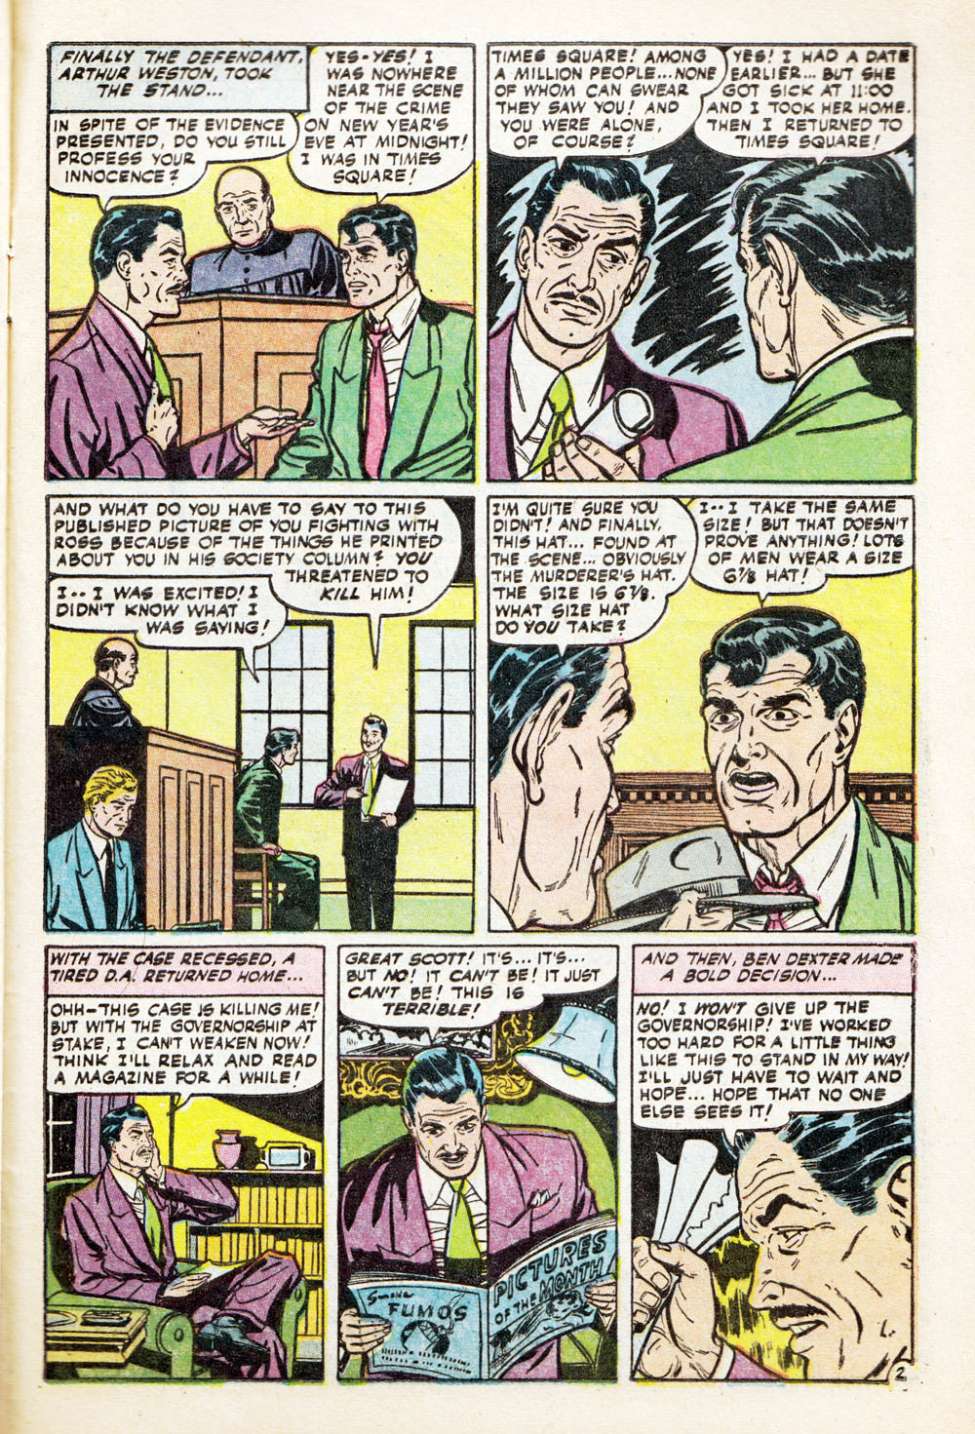 FINALLY THE DEFENDANT,
ARTHUR WESTON, TOOK
THE STAND...
IN SPITE OF THE EVIDENCE
PRESENTED, DO YOU STILL
PROFESS YOUR
INNOCENCE?
YES-YES! I
WAS NOWHERE
NEAR THE SCENE
OF THE CRIME
ON NEW YEAR'S
EVE AT MIDNIGHT!
I WAS IN TIMES
SQUARE!
TIMES SQUARE! AMONG
A MILLION PEOPLE...NONE
OF WHOM CAN SWEAR
THEY SAW YOU! AND
YOU WERE ALONE,
OF COURSE?
YES! I HAD A DATE
EARLIER... BUT SHE
GOT SICK AT 11:00
AND I TOOK HER HOME.
THEN I RETURNED TO
TIMES SQUARE!
AND WHAT DO YOU HAVE TO SAY TO THIS
PUBLISHED PICTURE OF YOU FIGHTING WITH
ROSS BECAUSE OF THE THINGS HE PRINTED
ABOUT YOU IN HIS SOCIETY COLUMN? YOU
THREATENED TO
KILL HIM!
I-- I WAS EXCITED! I
DIDN'T KNOW WHAT I
WAS SAYING!
I'M QUITE SURE YOU
DIDN'T! AND FINALLY,
THIS HAT... FOUND AT
THE SCENE... OBVIOUSLY
THE MURDERER'S HAT.
THE SIZE IS 6⅞.
WHAT SIZE HAT
DO YOU TAKE?
I-- I TAKE THE SAME
SIZE! BUT THAT DOESN'T
PROVE ANYTHING! LOTS
OF MEN WEAR A SIZE
6⅞ HAT!
WITH THE CASE RECESSED, A
TIRED D.A. RETURNED HOME...
OHH-THIS CASE IS KILLING ME!
BUT WITH THE GOVERNORSHIP AT
STAKE, I CAN'T WEAKEN NOW!
THINK I'LL RELAX AND READ
A MAGAZINE FOR A WHILE!
GREAT SCOTT! IT'S... IT'S...
BUT NO! IT CAN'T BE! IT JUST
CAN'T BE! THIS IS
TERRIBLE!
FUMOS
PICTURES
OF THE MONTH
AND THEN, BEN DEXTER MADE
A BOLD DECISION...
NO! I WON'T GIVE UP THE
GOVERNORSHIP! I'VE WORKED
TOO HARD FOR A LITTLE THING
LIKE THIS TO STAND IN MY WAY!
I'LL JUST HAVE TO WAIT AND
HOPE... HOPE THAT NO ONE
ELSE SEES IT!
2